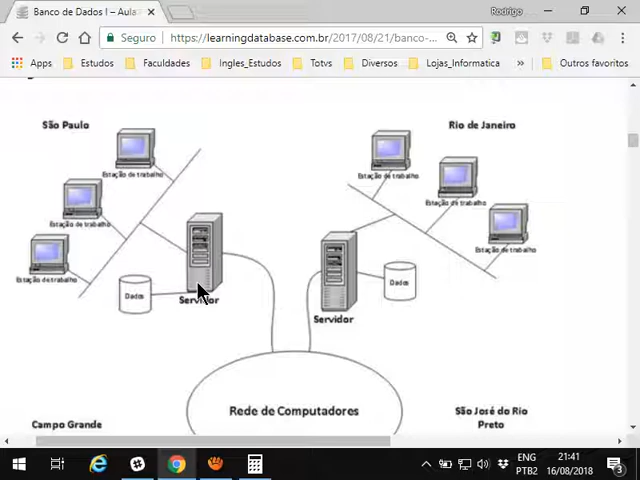 Banco de Dados I – Aula
Rodrigo
Seguro
https://learningdatabase.com.br/2017/08/21/banco-...
Apps
Estudos
Faculdades
Ingles_Estudos
Totvs
Diversos
Lojas_Informatica
»
Outros favoritos
São Paulo
Rio de Janeiro
Estação de trabalho
Estação de trabalho
Estação de trabalho
Estação de trabalho
Estação de trabalho
Estação de trabalho
Dados
Servidor
Dados
Servidor
Rede de Computadores
Campo Grande
São José do Rio
Preto
ENG
21:41
PTB2
16/08/2018
3